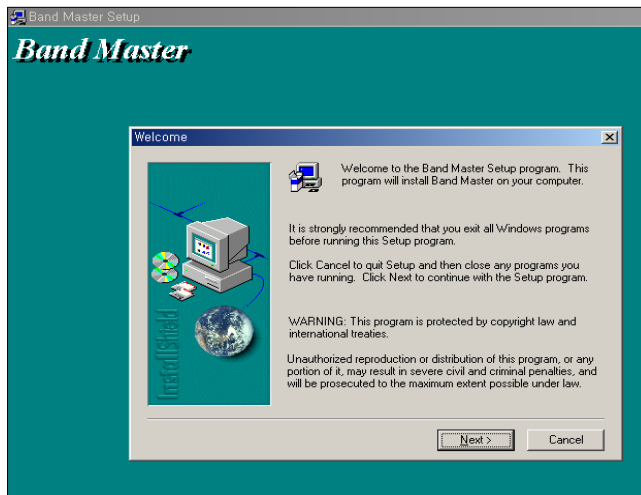 Band Master Setup
Band Master
Welcome
Welcome to the Band Master Setup program. This
program will install Band Master on your computer.
It is strongly recommended that you exit all Windows programs
before running this Setup program.
Click Cancel to quit Setup and then close any programs you
have running. Click Next to continue with the Setup program.
WARNING: This program is protected by copyright law and
international treaties.
Unauthorized reproduction or distribution of this program, or any
portion of it, may result in severe civil and criminal penalties, and
will be prosecuted to the maximum extent possible under law.
InstallShield
Next >
Cancel